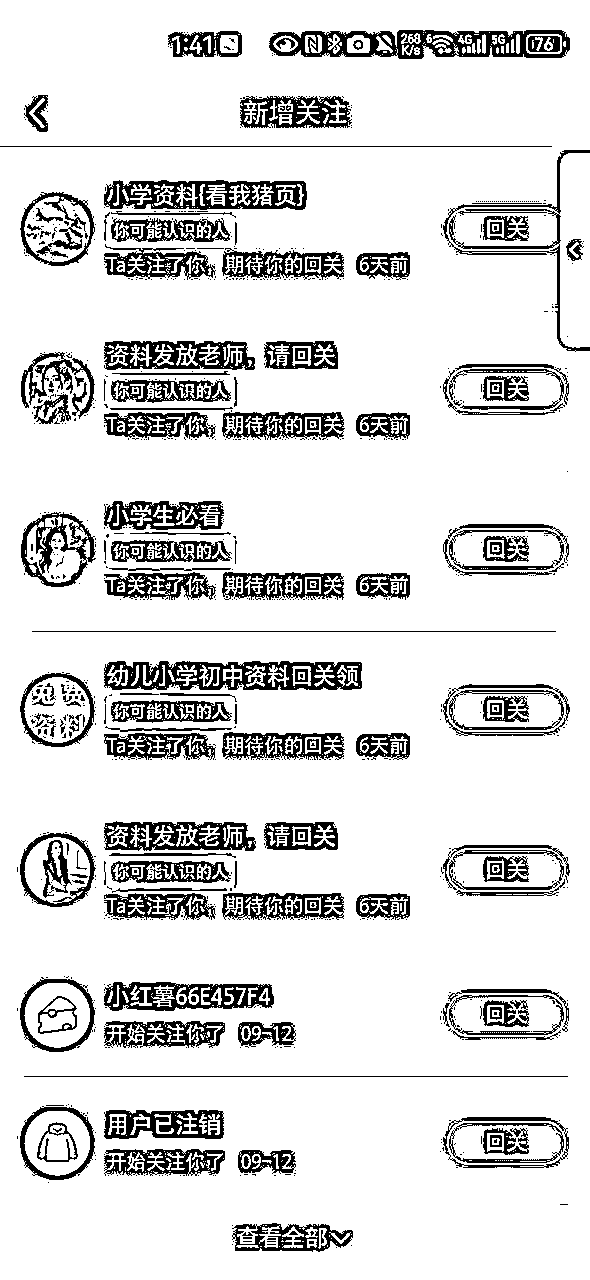 1:41 268 K/s 6 4G 5G 76
新增关注
小学资料{看我猪页}
你可能认识的人
回关
Ta关注了你，期待你的回关 6天前
资料发放老师，请回关
你可能认识的人
回关
Ta关注了你，期待你的回关 6天前
小学生必看
你可能认识的人
回关
Ta关注了你，期待你的回关 6天前
免费
资料
幼儿小学初中资料回关领
你可能认识的人
回关
Ta关注了你，期待你的回关 6天前
资料发放老师，请回关
你可能认识的人
回关
Ta关注了你，期待你的回关 6天前
小红薯66E457F4
回关
开始关注你了 09-12
用户已注销
回关
开始关注你了 09-12
查看全部